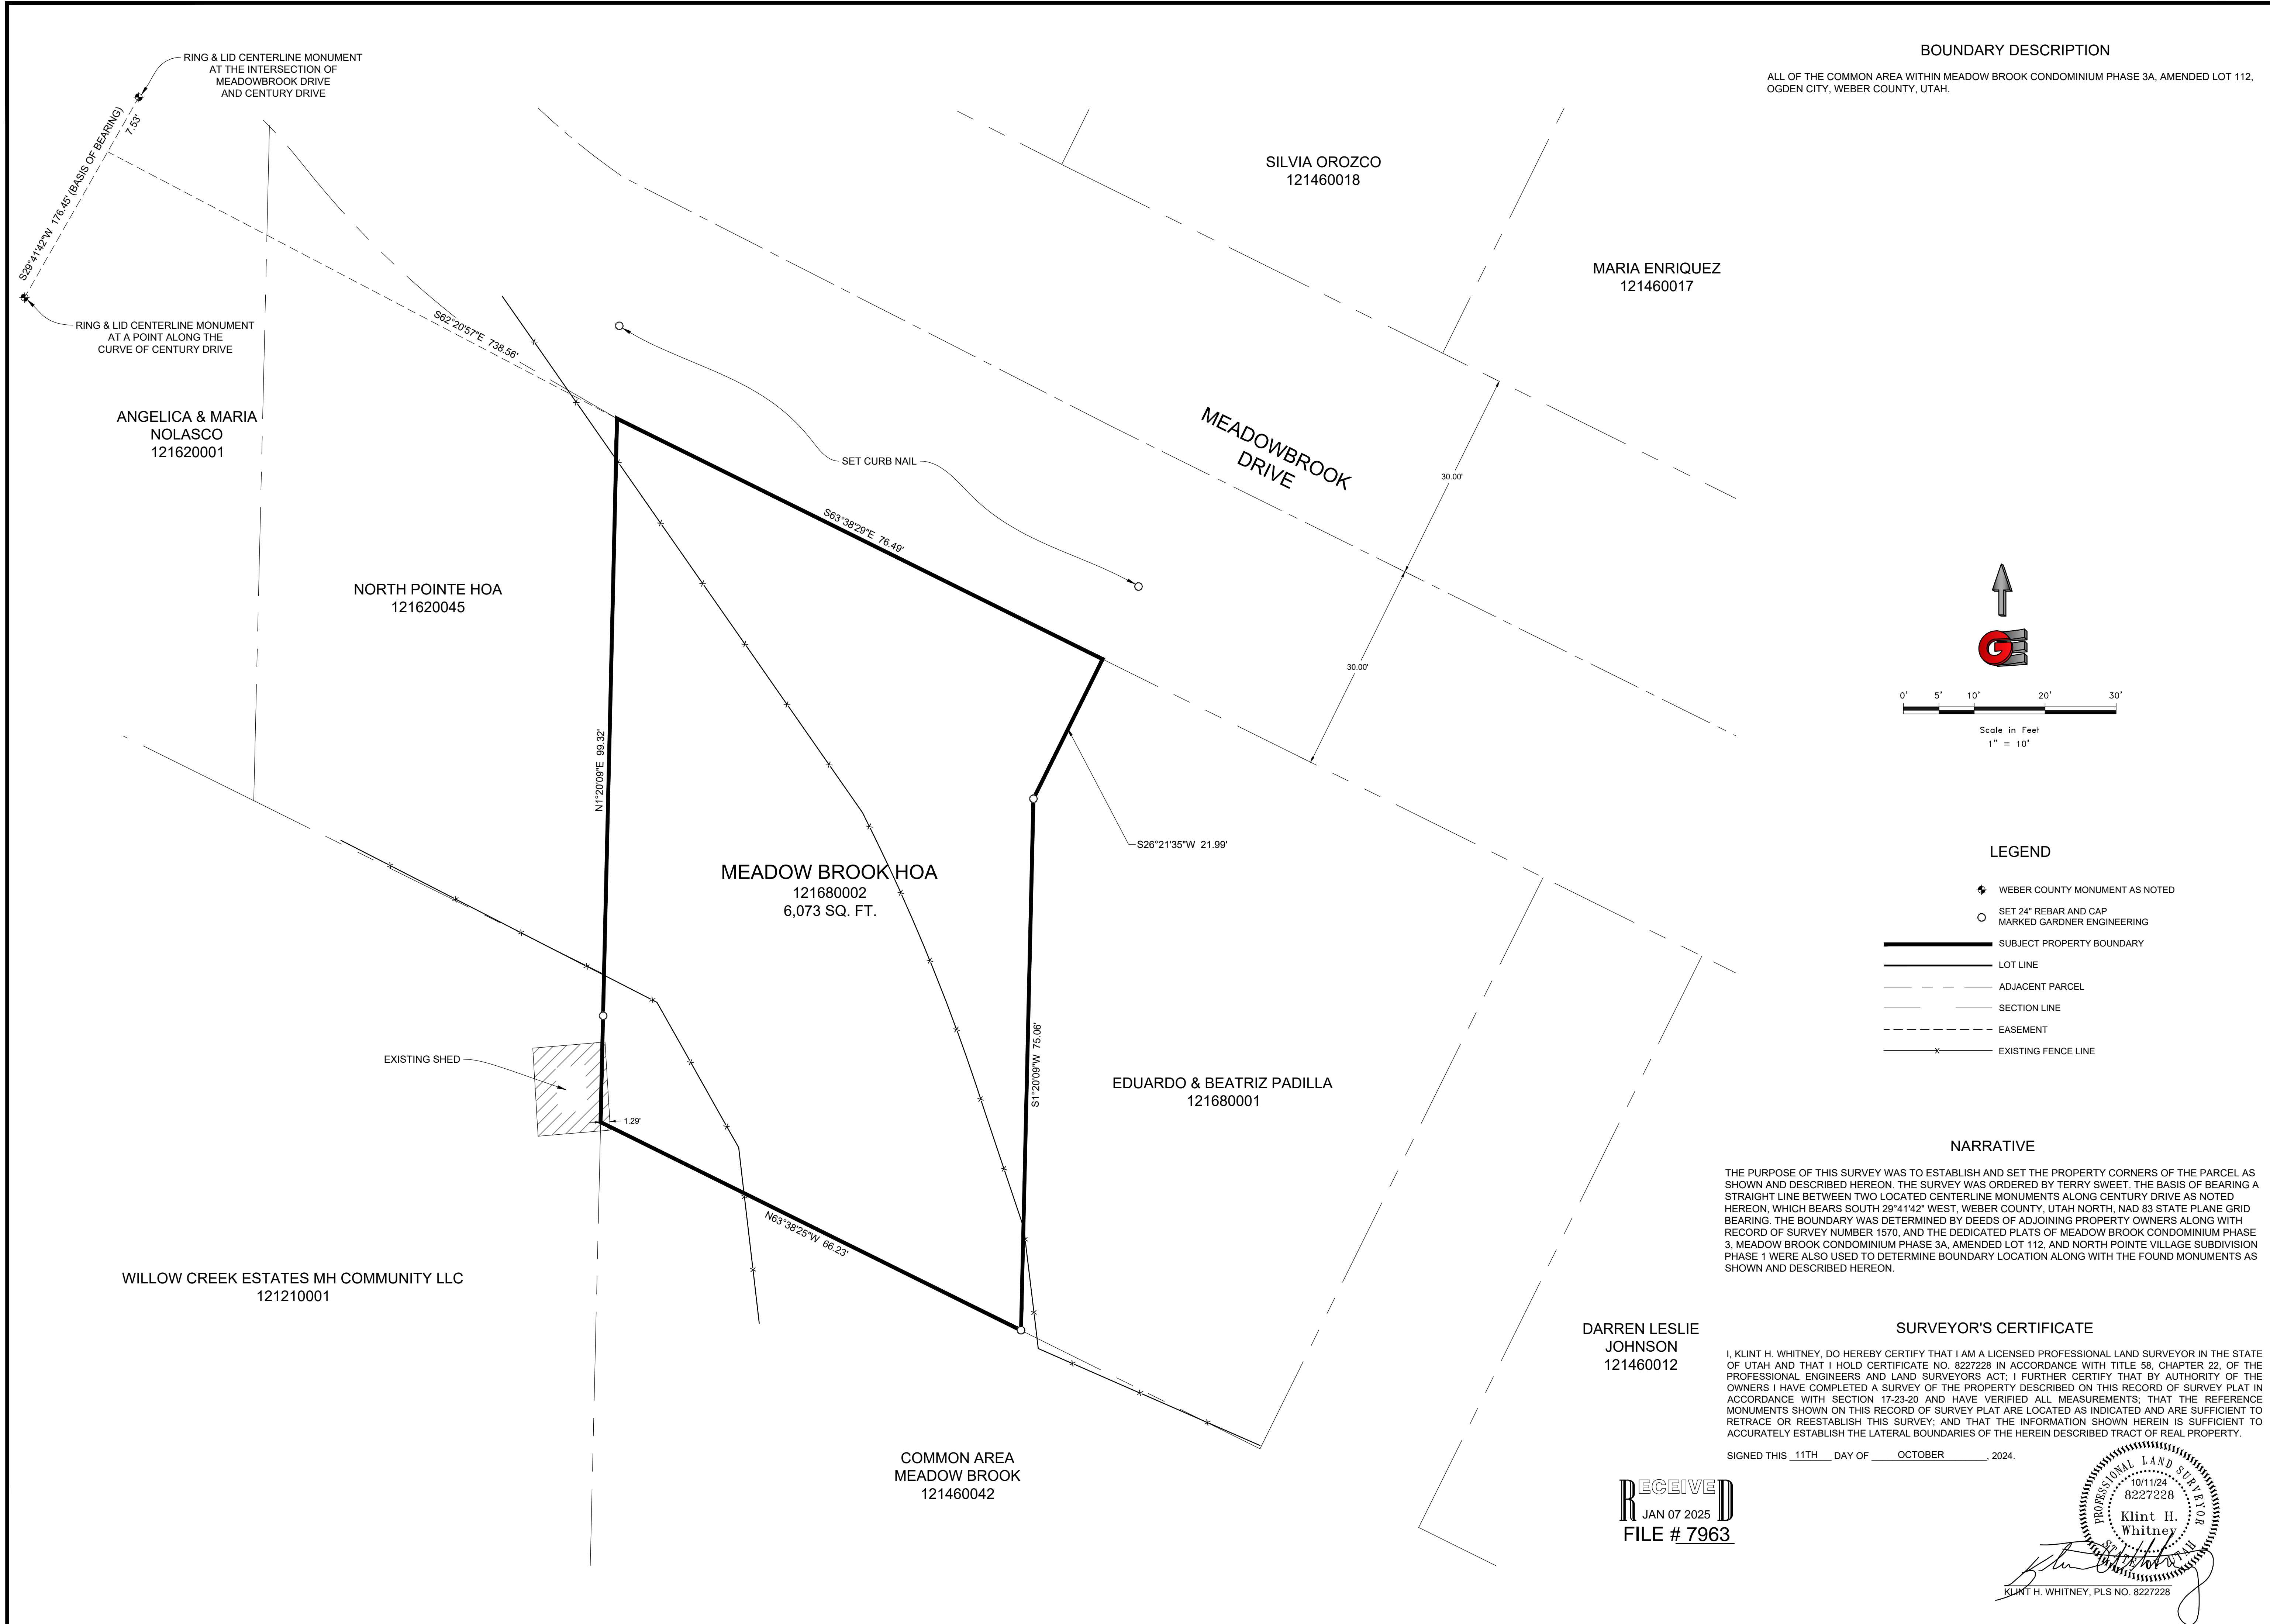 RING & LID CENTERLINE MONUMENT
AT THE INTERSECTION OF
MEADOWBROOK DRIVE
AND CENTURY DRIVE
7.53'
S29°41'42"W 176.45' (BASIS OF BEARING)
RING & LID CENTERLINE MONUMENT
AT A POINT ALONG THE
CURVE OF CENTURY DRIVE
S62°20'57"E 738.56'
ANGELICA & MARIA
NOLASCO
121620001
SILVIA OROZCO
121460018
MARIA ENRIQUEZ
121460017
MEADOWBROOK
DRIVE
30.00'
30.00'
SET CURB NAIL
S63°38'29"E 76.49'
NORTH POINTE HOA
121620045
N1°20'09"E 99.32'
S26°21'35"W 21.99'
MEADOW BROOK HOA
121680002
6,073 SQ. FT.
EXISTING SHED
1.29'
S1°20'09"W 75.06'
EDUARDO & BEATRIZ PADILLA
121680001
N63°38'25"W 66.23'
WILLOW CREEK ESTATES MH COMMUNITY LLC
121210001
COMMON AREA
MEADOW BROOK
121460042
DARREN LESLIE
JOHNSON
121460012
BOUNDARY DESCRIPTION
ALL OF THE COMMON AREA WITHIN MEADOW BROOK CONDOMINIUM PHASE 3A, AMENDED LOT 112,
OGDEN CITY, WEBER COUNTY, UTAH.
GE
0' 5' 10' 20' 30'
Scale in Feet
1" = 10'
LEGEND
WEBER COUNTY MONUMENT AS NOTED
SET 24" REBAR AND CAP
MARKED GARDNER ENGINEERING
SUBJECT PROPERTY BOUNDARY
LOT LINE
ADJACENT PARCEL
SECTION LINE
EASEMENT
EXISTING FENCE LINE
NARRATIVE
THE PURPOSE OF THIS SURVEY WAS TO ESTABLISH AND SET THE PROPERTY CORNERS OF THE PARCEL AS
SHOWN AND DESCRIBED HEREON. THE SURVEY WAS ORDERED BY TERRY SWEET. THE BASIS OF BEARING A
STRAIGHT LINE BETWEEN TWO LOCATED CENTERLINE MONUMENTS ALONG CENTURY DRIVE AS NOTED
HEREON, WHICH BEARS SOUTH 29°41'42" WEST, WEBER COUNTY, UTAH NORTH, NAD 83 STATE PLANE GRID
BEARING. THE BOUNDARY WAS DETERMINED BY DEEDS OF ADJOINING PROPERTY OWNERS ALONG WITH
RECORD OF SURVEY NUMBER 1570, AND THE DEDICATED PLATS OF MEADOW BROOK CONDOMINIUM PHASE
3, MEADOW BROOK CONDOMINIUM PHASE 3A, AMENDED LOT 112, AND NORTH POINTE VILLAGE SUBDIVISION
PHASE 1 WERE ALSO USED TO DETERMINE BOUNDARY LOCATION ALONG WITH THE FOUND MONUMENTS AS
SHOWN AND DESCRIBED HEREON.
SURVEYOR'S CERTIFICATE
I, KLINT H. WHITNEY, DO HEREBY CERTIFY THAT I AM A LICENSED PROFESSIONAL LAND SURVEYOR IN THE STATE
OF UTAH AND THAT I HOLD CERTIFICATE NO. 8227228 IN ACCORDANCE WITH TITLE 58, CHAPTER 22, OF THE
PROFESSIONAL ENGINEERS AND LAND SURVEYORS ACT; I FURTHER CERTIFY THAT BY AUTHORITY OF THE
OWNERS I HAVE COMPLETED A SURVEY OF THE PROPERTY DESCRIBED ON THIS RECORD OF SURVEY PLAT IN
ACCORDANCE WITH SECTION 17-23-20 AND HAVE VERIFIED ALL MEASUREMENTS; THAT THE REFERENCE
MONUMENTS SHOWN ON THIS RECORD OF SURVEY PLAT ARE LOCATED AS INDICATED AND ARE SUFFICIENT TO
RETRACE OR REESTABLISH THIS SURVEY; AND THAT THE INFORMATION SHOWN HEREIN IS SUFFICIENT TO
ACCURATELY ESTABLISH THE LATERAL BOUNDARIES OF THE HEREIN DESCRIBED TRACT OF REAL PROPERTY.
SIGNED THIS 11TH DAY OF OCTOBER, 2024.
RECEIVED
JAN 07 2025
FILE # 7963
PROFESSIONAL LAND SURVEYOR
10/11/24
8227228
Klint H.
Whitney
STATE OF UTAH
KLINT H. WHITNEY, PLS NO. 8227228